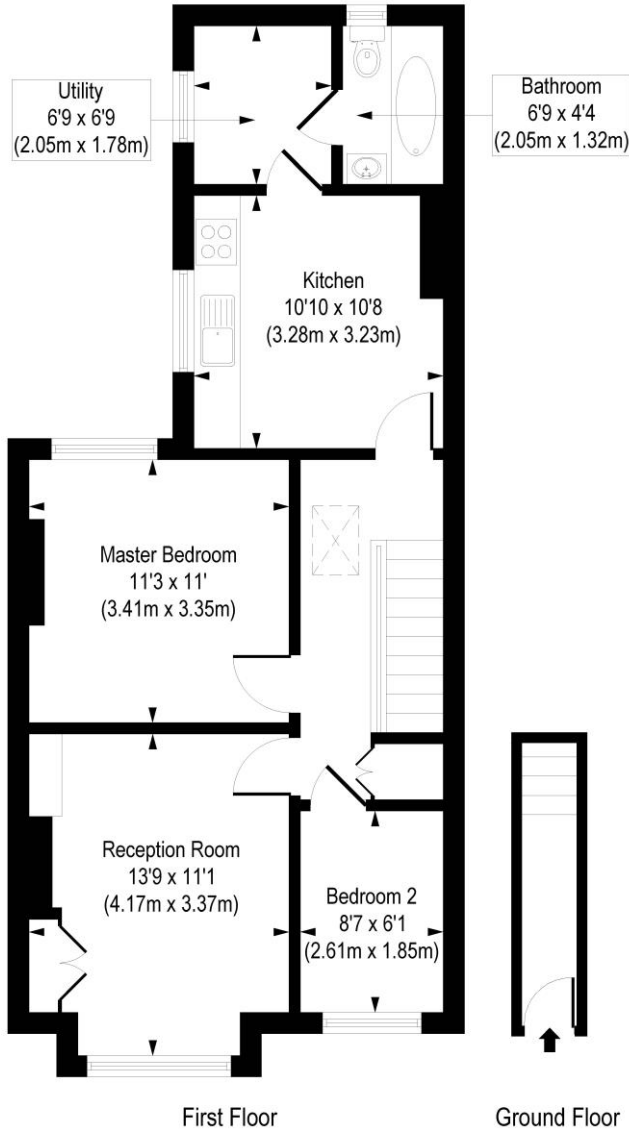 Utility
6'9 x 6'9
(2.05m x 1.78m)
Bathroom
6'9 x 4'4
(2.05m x 1.32m)
Kitchen
10'10 x 10'8
(3.28m x 3.23m)
Master Bedroom
11'3 x 11'
(3.41m x 3.35m)
Reception Room
13'9 x 11'1
(4.17m x 3.37m)
Bedroom 2
8'7 x 6'1
(2.61m x 1.85m)
First Floor
Ground Floor